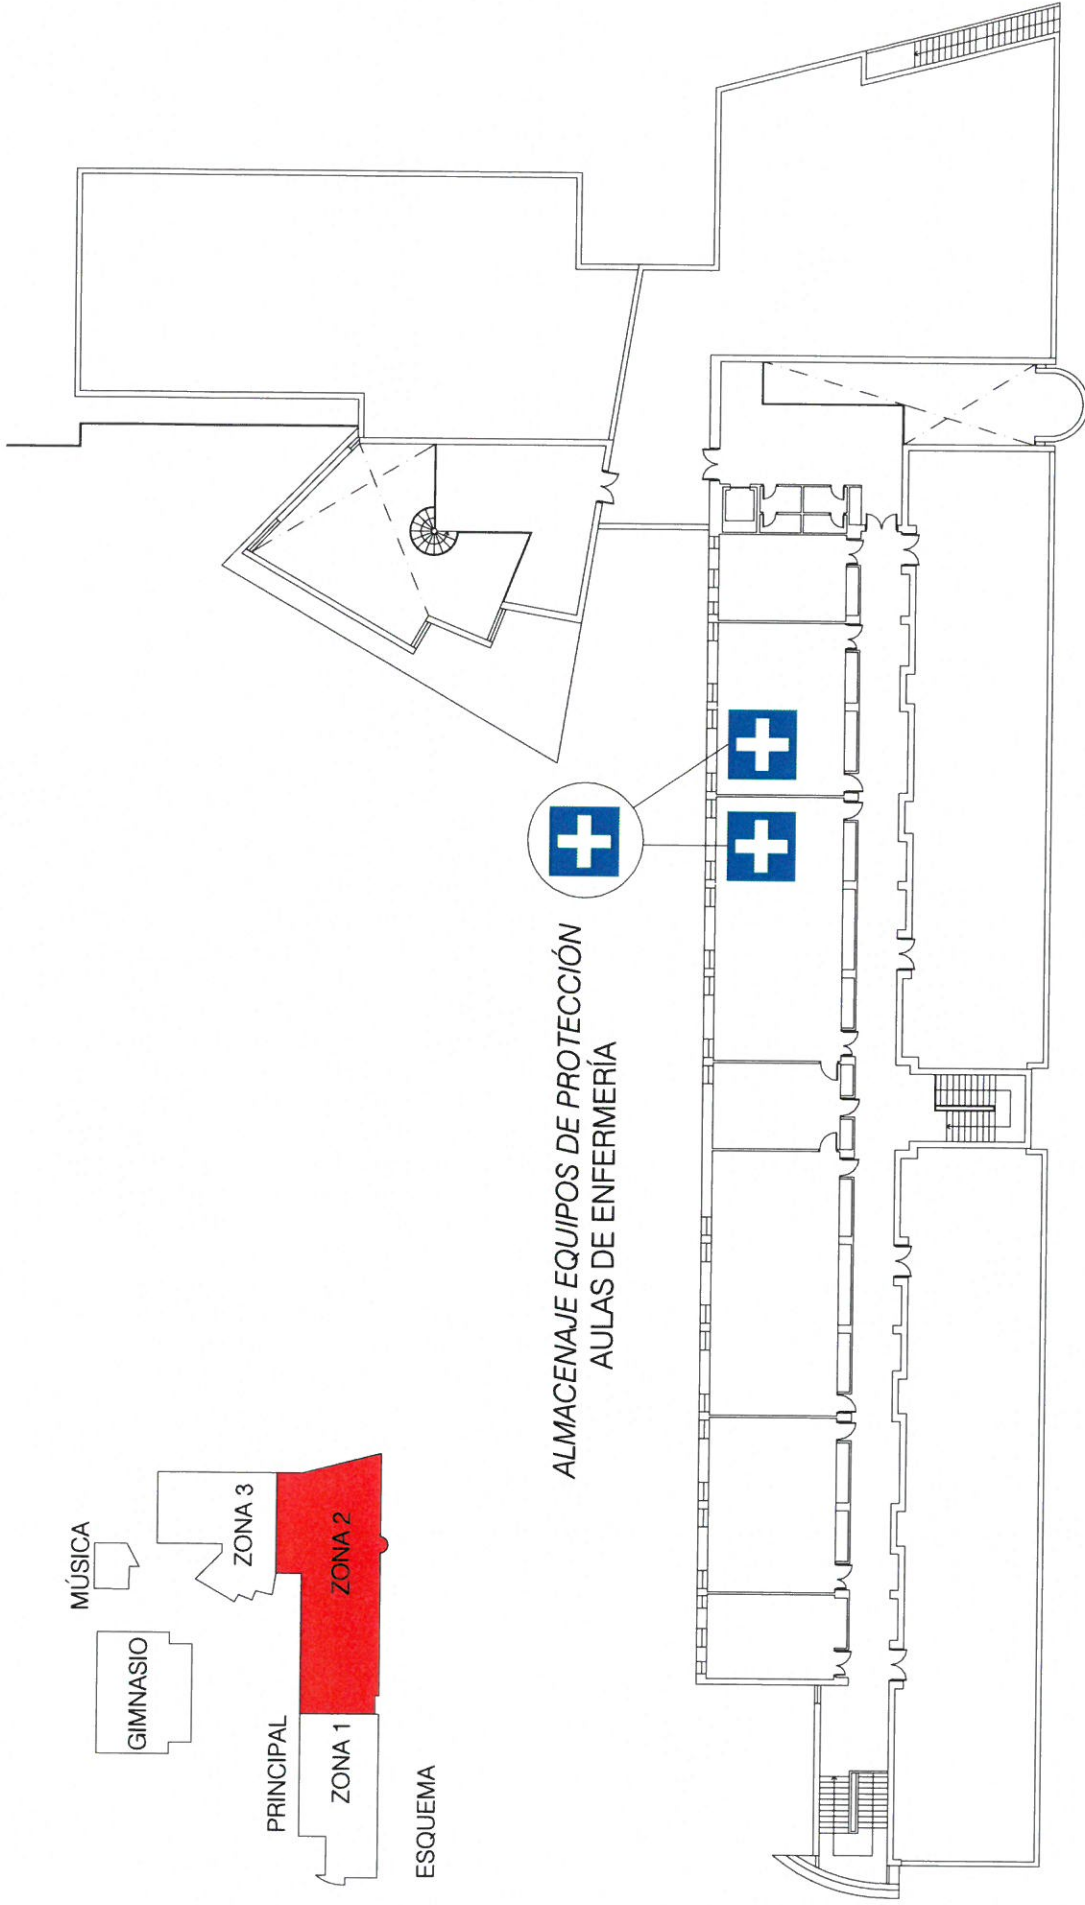 MÚSICA
GIMNASIO
ZONA 3
PRINCIPAL
ZONA 1
ZONA 2
ESQUEMA
ALMACENAJE EQUIPOS DE PROTECCIÓN
AULAS DE ENFERMERÍA